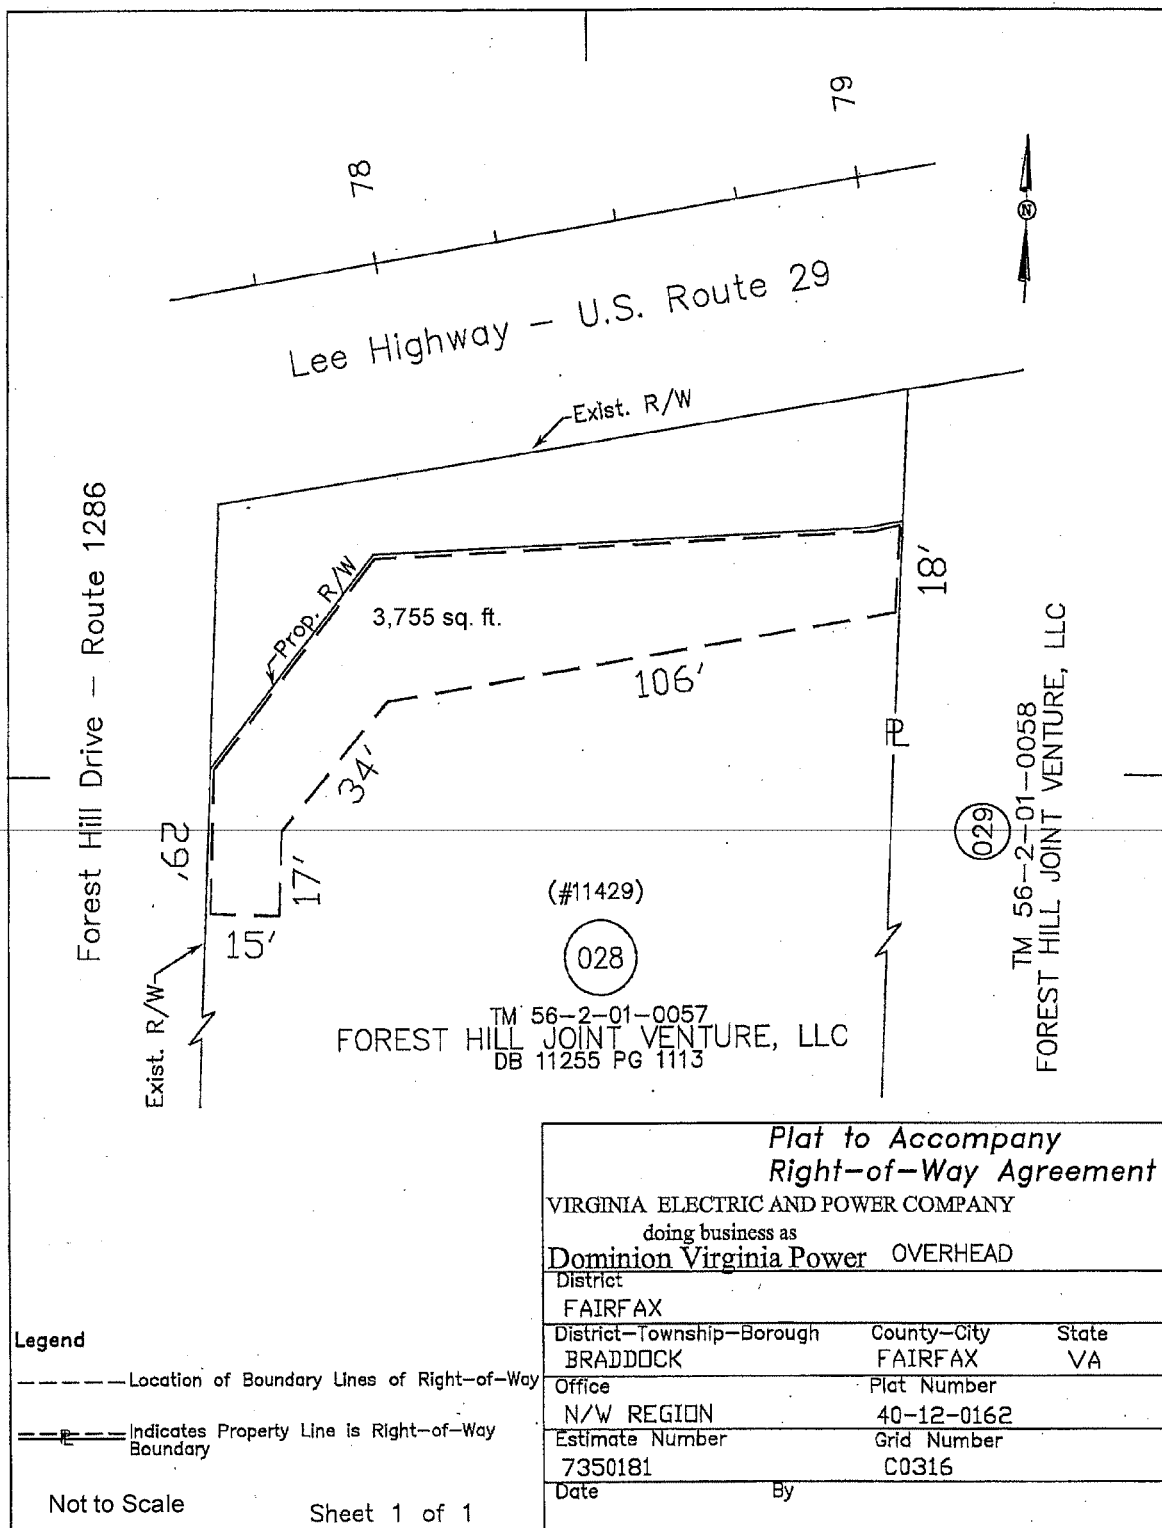 79
78
N
Lee Highway - U.S. Route 29
Exist. R/W
Forest Hill Drive - Route 1286
Prop. R/W
3,755 sq. ft.
18'
106'
34'
PL
29'
17'
15'
Exist. R/W
(#11429)
028
TM 56-2-01-0057
FOREST HILL JOINT VENTURE, LLC
DB 11255 PG 1113
029
TM 56-2-01-0058
FOREST HILL JOINT VENTURE, LLC
Plat to Accompany
Right-of-Way Agreement
VIRGINIA ELECTRIC AND POWER COMPANY
doing business as
Dominion Virginia Power OVERHEAD
District
FAIRFAX
District-Township-Borough County-City State
BRADDOCK FAIRFAX VA
Office Plat Number
N/W REGION 40-12-0162
Estimate Number Grid Number
7350181 C0316
Date By
Legend
Location of Boundary Lines of Right-of-Way
PL Indicates Property Line is Right-of-Way
Boundary
Not to Scale Sheet 1 of 1